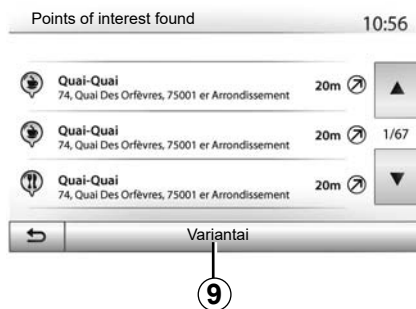 Points of interest found 10:56
Quai-Quai
74, Quai Des Orfèvres, 75001 er Arrondissement 20m
Quai-Quai
74, Quai Des Orfèvres, 75001 er Arrondissement 20m 1/67
Quai-Quai
74, Quai Des Orfèvres, 75001 er Arrondissement 20m
Variantai
9